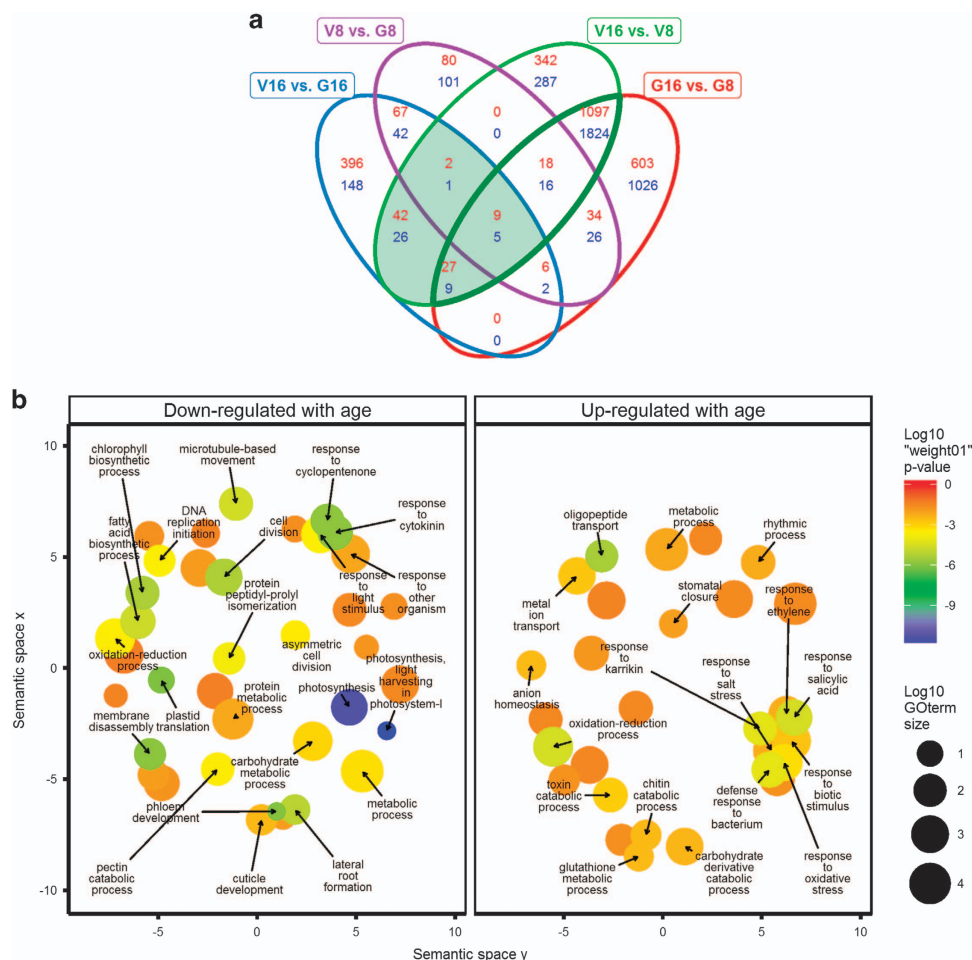 a
V8 vs. G8
V16 vs. V8
V16 vs. G16
G16 vs. G8
80
101
342
287
67
42
0
0
1097
1824
396
148
2
1
18
16
603
1026
42
26
9
5
34
26
27
9
6
2
0
0
b
Down-regulated with age
Up-regulated with age
Semantic space x
10
5
0
-5
-10
chlorophyll
biosynthetic
process
microtubule-based
movement
response
to
cyclopentenone
response
to
cytokinin
fatty
acid
biosynthetic
process
DNA
replication
initiation
cell
division
protein
peptidyl-prolyl
isomerization
response
to
light
stimulus
response
to
other
organism
oxidation-reduction
process
asymmetric
cell
division
photosynthesis,
light
harvesting
in
photosystem-I
photosynthesis
membrane
disassembly
plastid
translation
protein
metabolic
process
carbohydrate
metabolic
process
metabolic
process
phloem
development
pectin
catabolic
process
cuticle
development
lateral
root
formation
oligopeptide
transport
metabolic
process
rhythmic
process
metal
ion
transport
stomatal
closure
response
to
ethylene
response
to
karrikin
response
to
salt
stress
response
to
salicylic
acid
anion
homeostasis
oxidation-reduction
process
toxin
catabolic
process
chitin
catabolic
process
defense
response
to
bacterium
response
to
biotic
stimulus
glutathione
metabolic
process
carbohydrate
derivative
catabolic
process
response
to
oxidative
stress
-5
0
5
10
-5
0
5
10
Semantic space y
Log10
"weight01"
p-value
0
-3
-6
-9
Log10
GOterm
size
1
2
3
4